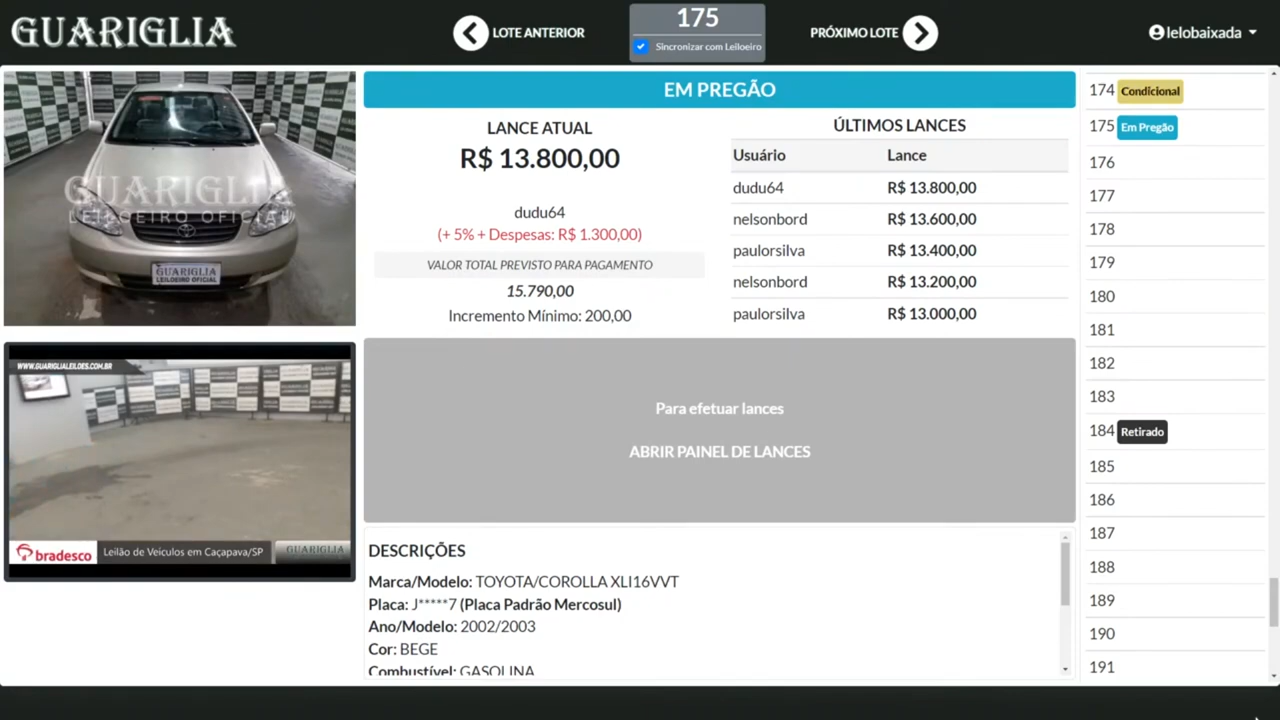 GUARIGLIA
LOTE ANTERIOR
175
Sincronizar com Leiloeiro
PRÓXIMO LOTE
lelobaixada
GUARIGLIA
LEILOEIRO OFICIAL
GUARIGLIA
LEILOEIRO OFICIAL
EM PREGÃO
LANCE ATUAL
R$ 13.800,00
dudu64
(+ 5% + Despesas: R$ 1.300,00)
VALOR TOTAL PREVISTO PARA PAGAMENTO
15.790,00
Incremento Mínimo: 200,00
ÚLTIMOS LANCES
Usuário Lance
dudu64 R$ 13.800,00
nelsonbord R$ 13.600,00
paulorsilva R$ 13.400,00
nelsonbord R$ 13.200,00
paulorsilva R$ 13.000,00
174 Condicional
175 Em Pregão
176
177
178
179
180
181
182
183
184 Retirado
185
186
187
188
189
190
191
WWW.GUARIGLIALEILOES.COM.BR
bradesco
Leilão de Veiculos em Caçapava/SP
GUARIGLIA
Para efetuar lances
ABRIR PAINEL DE LANCES
DESCRIÇÕES
Marca/Modelo: TOYOTA/COROLLA XLI16VVT
Placa: J*****7 (Placa Padrão Mercosul)
Ano/Modelo: 2002/2003
Cor: BEGE
Combustível: GASOLINA